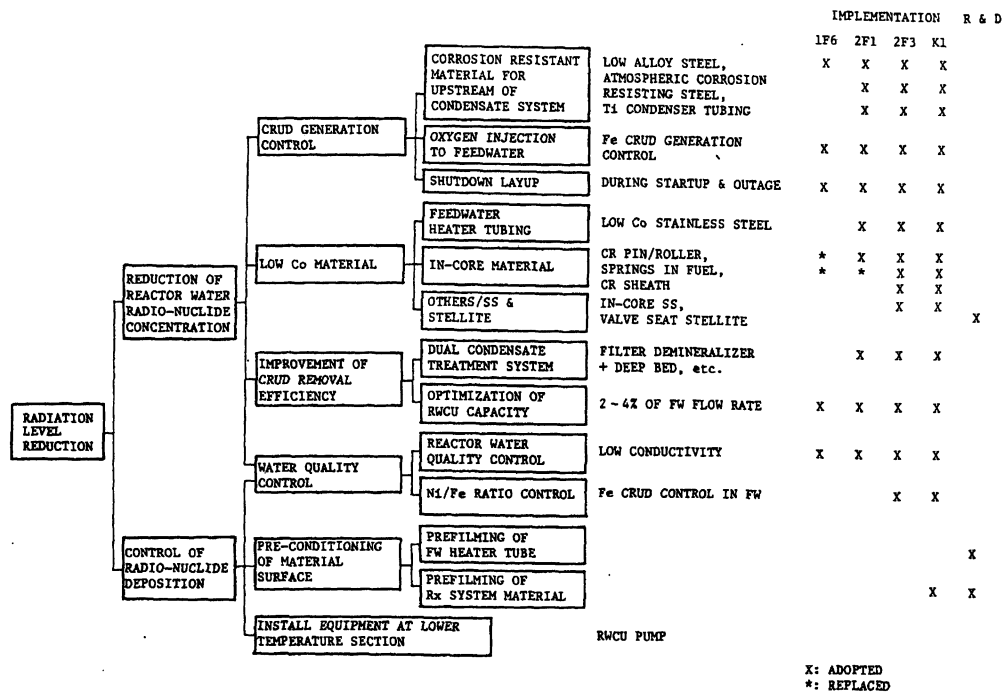 IMPLEMENTATION R & D
1F6 2F1 2F3 K1
RADIATION
LEVEL
REDUCTION
REDUCTION OF
REACTOR WATER
RADIO-NUCLIDE
CONCENTRATION
CRUD GENERATION
CONTROL
CORROSION RESISTANT
MATERIAL FOR
UPSTREAM OF
CONDENSATE SYSTEM
LOW ALLOY STEEL, X X X X
ATMOSPHERIC CORROSION
RESISTING STEEL, X X X
Ti CONDENSER TUBING X X X
OXYGEN INJECTION
TO FEEDWATER
Fe CRUD GENERATION
CONTROL X X X X
SHUTDOWN LAYUP
DURING STARTUP & OUTAGE X X X X
LOW Co MATERIAL
FEEDWATER
HEATER TUBING
LOW Co STAINLESS STEEL X X X
IN-CORE MATERIAL
CR PIN/ROLLER, * X X X
SPRINGS IN FUEL, * * X X
CR SHEATH X X
OTHERS/SS &
STELLITE
IN-CORE SS,
VALVE SEAT STELLITE X
IMPROVEMENT OF
CRUD REMOVAL
EFFICIENCY
DUAL CONDENSATE
TREATMENT SYSTEM
FILTER DEMINERALIZER X X X
+ DEEP BED, etc.
OPTIMIZATION OF
RWCU CAPACITY
2 ~ 4% OF FW FLOW RATE X X X X
WATER QUALITY
CONTROL
REACTOR WATER
QUALITY CONTROL
LOW CONDUCTIVITY X X X X
Ni/Fe RATIO CONTROL
Fe CRUD CONTROL IN FW X X
CONTROL OF
RADIO-NUCLIDE
DEPOSITION
PRE-CONDITIONING
OF MATERIAL
SURFACE
PREFILMING OF
FW HEATER TUBE
X
PREFILMING OF
Rx SYSTEM MATERIAL
X X
INSTALL EQUIPMENT AT LOWER
TEMPERATURE SECTION
RWCU PUMP
X: ADOPTED
*: REPLACED